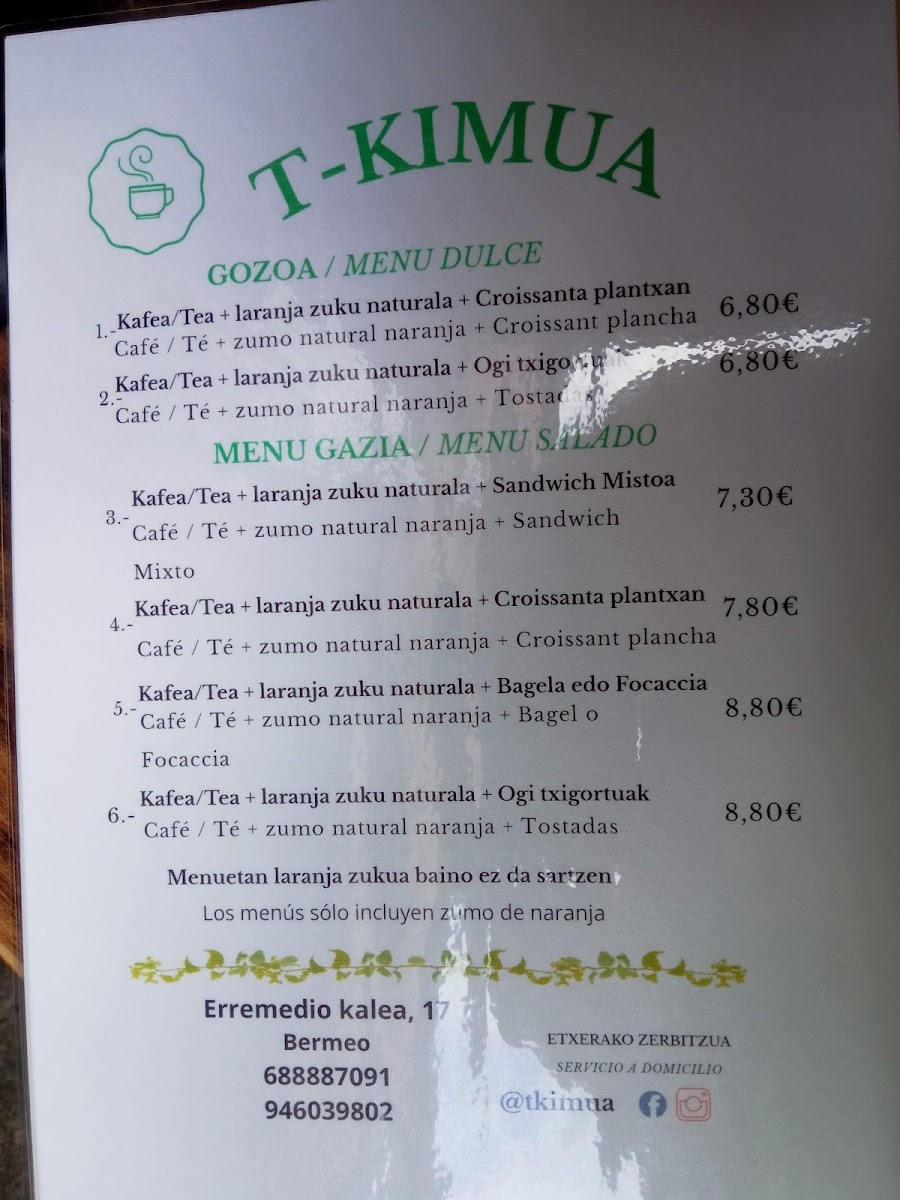 T-KIMUA
GOZOA / MENU DULCE
1.- Kafea/Tea + laranja zuku naturala + Croissanta plantxan 6,80€
Café / Té + zumo natural naranja + Croissant plancha
2.- Kafea/Tea + laranja zuku naturala + Ogi 6,80€
Café / Té + zumo natural naranja + Tostadas
MENU GAZIA / MENU SALADO
3.- Kafea/Tea + laranja zuku naturala + Sandwich Mistoa 7,30€
Café / Té + zumo natural naranja + Sandwich
Mixto
4.- Kafea/Tea + laranja zuku naturala + Croissanta plantxan 7,80€
Café / Té + zumo natural naranja + Croissant plancha
5.- Kafea/Tea + laranja zuku naturala + Bagela edo Focaccia 8,80€
Café / Té + zumo natural naranja + Bagel o
Focaccia
6.- Kafea/Tea + laranja zuku naturala + Ogi txigortuak 8,80€
Café / Té + zumo natural naranja + Tostadas
Menuetan laranja zukua baino ez da sartzen
Los menús sólo incluyen zumo de naranja
Erremedio kalea, 17
Bermeo
688887091
946039802
ETXERAKO ZERBITZUA
SERVICIO A DOMICILIO
@tkimua